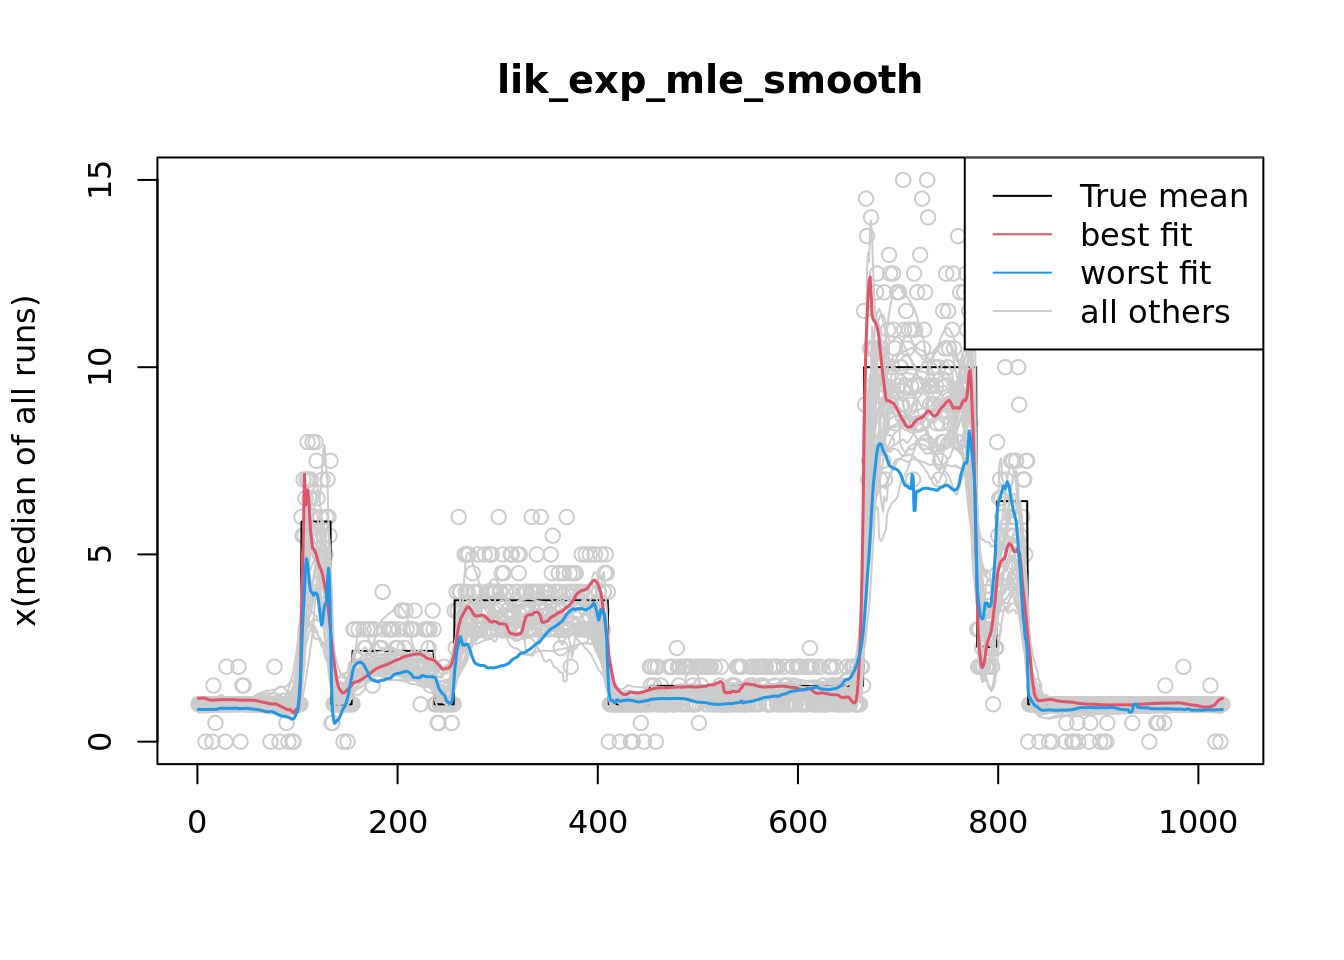 lik_exp_mle_smooth
x(median of all runs)
15
10
5
0
True mean
best fit
worst fit
all others
0 200 400 600 800 1000